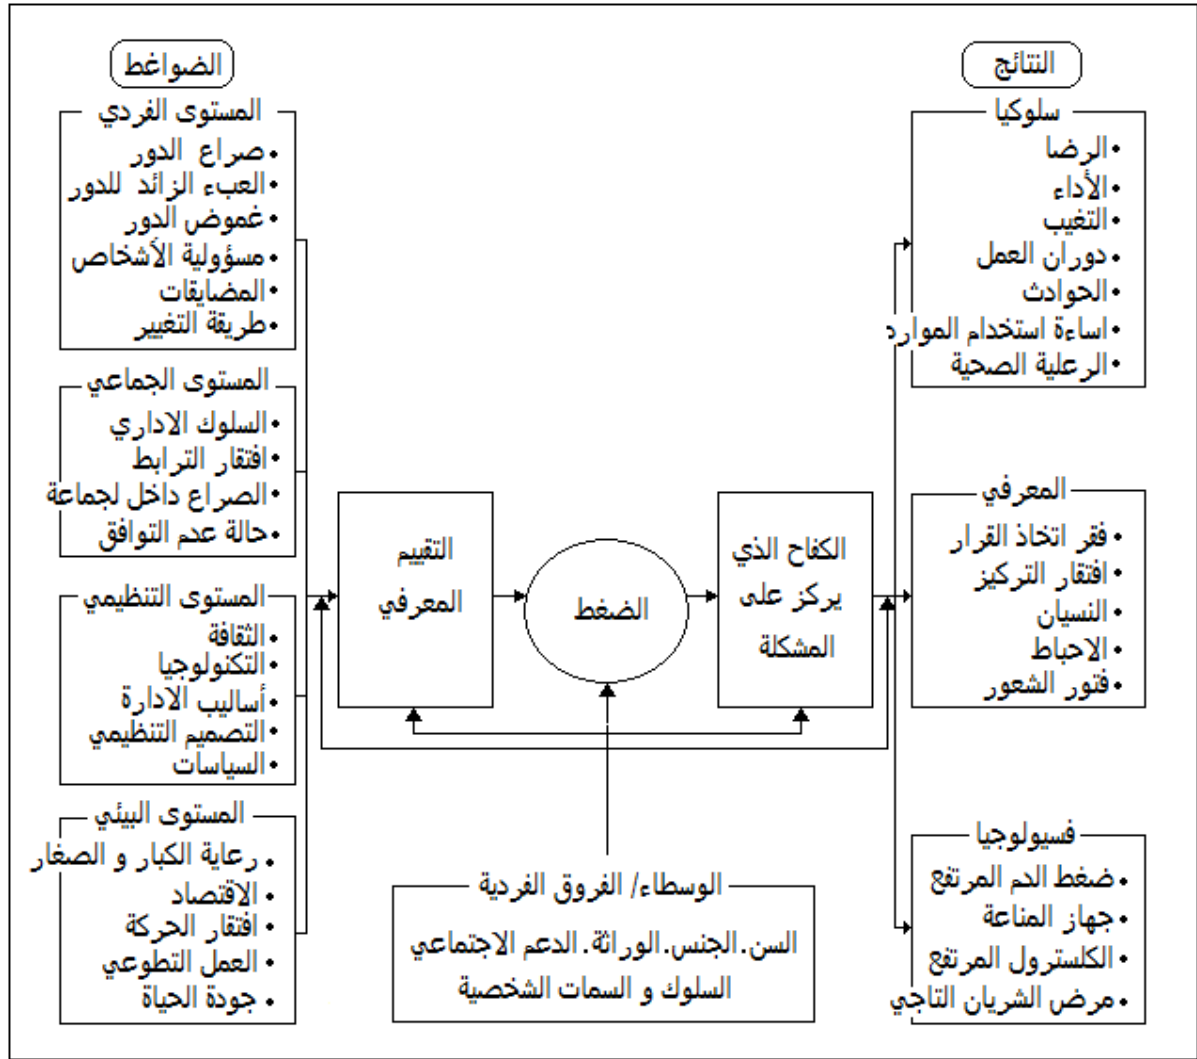 الضواغط
المستوى الفردي
• صراع الدور
• العبء الزائد للدور
• غموض الدور
• مسؤولية الأشخاص
• المضايقات
• طريقة التغيير
المستوى الجماعي
• السلوك الاداري
• افتقار الترابط
• الصراع داخل لجماعة
• حالة عدم التوافق
المستوى التنظيمي
• الثقافة
• التكنولوجيا
• أساليب الادارة
• التصميم التنظيمي
• السياسات
المستوى البيئي
• رعاية الكبار و الصغار
• الاقتصاد
• افتقار الحركة
• العمل التطوعي
• جودة الحياة
التقييم
المعرفي
الضغط
الكفاح الذي
يركز على
المشكلة
الوسطاء/ الفروق الفردية
السن.الجنس.الوراثة.الدعم الاجتماعي
السلوك و السمات الشخصية
النتائج
سلوكيا
• الرضا
• الأداء
• التغيب
• دوران العمل
• الحوادث
• اساءة استخدام الموارد
• الرعلية الصحية
المعرفي
• فقر اتخاذ القرار
• افتقار التركيز
• النسيان
• الاحباط
• فتور الشعور
فسيولوجيا
• ضغط الدم المرتفع
• جهاز المناعة
• الكلسترول المرتفع
• مرض الشريان التاجي